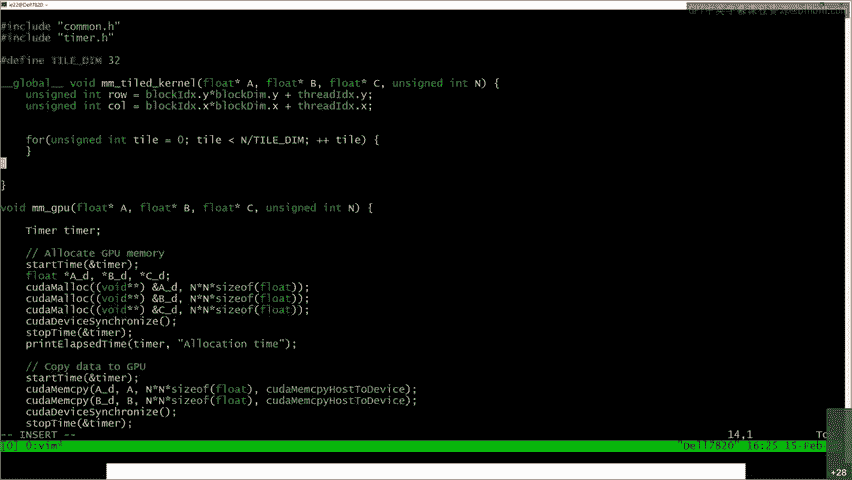 #include "common.h"
#include "timer.h"
#define TILE_DIM 32
__global__ void mm_tiled_kernel(float* A, float* B, float* C, unsigned int N) {
unsigned int row = blockIdx.y*blockDim.y + threadIdx.y;
unsigned int col = blockIdx.x*blockDim.x + threadIdx.x;
for(unsigned int tile = 0; tile < N/TILE_DIM; ++ tile) {
}
}
void mm_gpu(float* A, float* B, float* C, unsigned int N) {
Timer timer;
// Allocate GPU memory
startTime(&timer);
float *A_d, *B_d, *C_d;
cudaMalloc((void**) &A_d, N*N*sizeof(float));
cudaMalloc((void**) &B_d, N*N*sizeof(float));
cudaMalloc((void**) &C_d, N*N*sizeof(float));
cudaDeviceSynchronize();
stopTime(&timer);
printElapsedTime(timer, "Allocation time");
// Copy data to GPU
startTime(&timer);
cudaMemcpy(A_d, A, N*N*sizeof(float), cudaMemcpyHostToDevice);
cudaMemcpy(B_d, B, N*N*sizeof(float), cudaMemcpyHostToDevice);
cudaDeviceSynchronize();
stopTime(&timer);
-- INSERT -- 14,1 To
[0] 0:vim* "Dell7820" 16:25 15-Feb-
+28